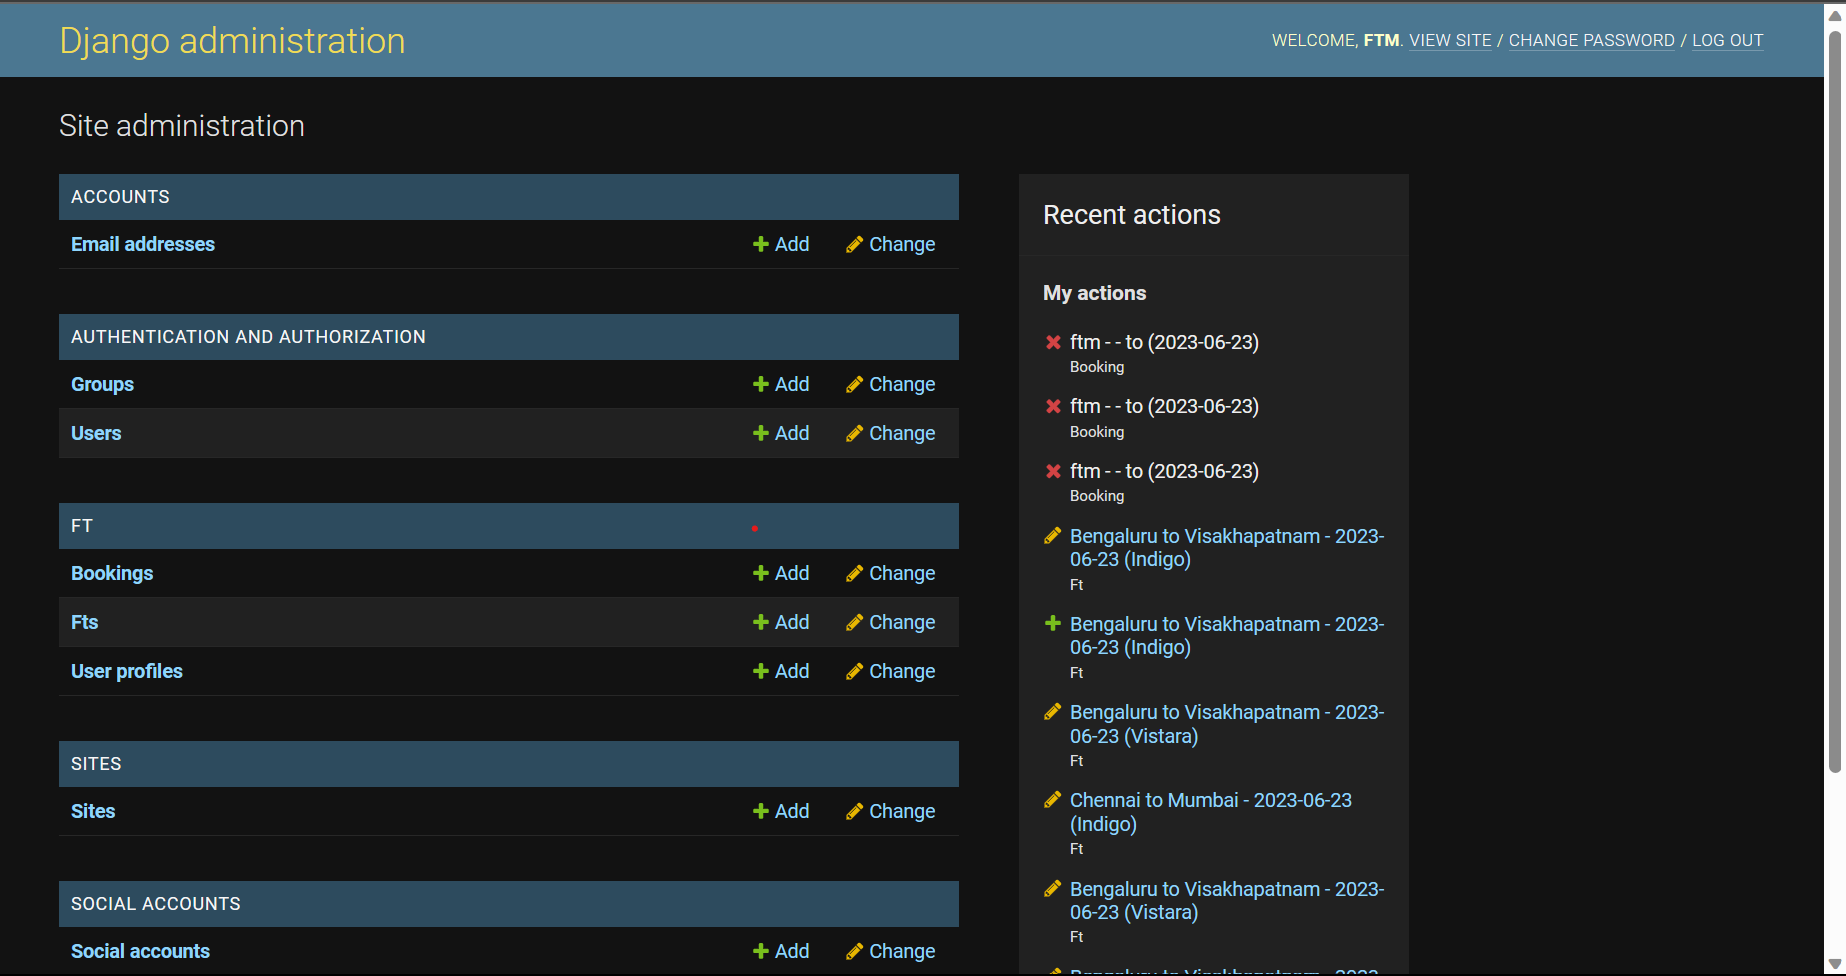 Django administration
WELCOME, FTM. VIEW SITE / CHANGE PASSWORD / LOG OUT
Site administration
ACCOUNTS
Email addresses Add Change
AUTHENTICATION AND AUTHORIZATION
Groups Add Change
Users Add Change
FT
Bookings Add Change
Fts Add Change
User profiles Add Change
SITES
Sites Add Change
SOCIAL ACCOUNTS
Social accounts Add Change
Recent actions
My actions
ftm - - to (2023-06-23)
Booking
ftm - - to (2023-06-23)
Booking
ftm - - to (2023-06-23)
Booking
Bengaluru to Visakhapatnam - 2023-
06-23 (Indigo)
Ft
Bengaluru to Visakhapatnam - 2023-
06-23 (Indigo)
Ft
Bengaluru to Visakhapatnam - 2023-
06-23 (Vistara)
Ft
Chennai to Mumbai - 2023-06-23
(Indigo)
Ft
Bengaluru to Visakhapatnam - 2023-
06-23 (Vistara)
Ft